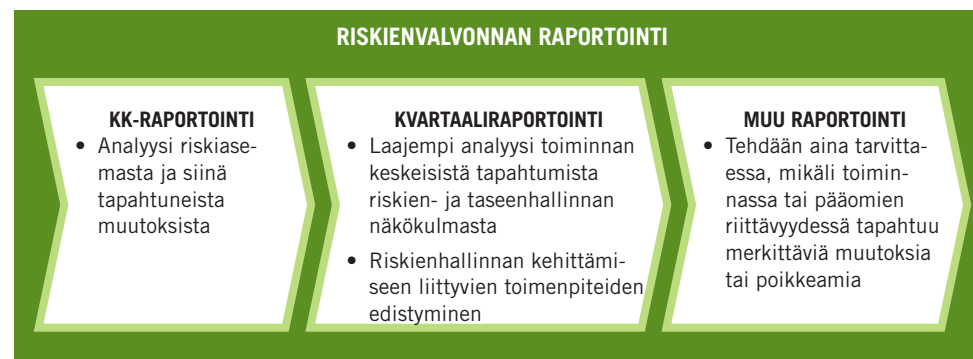 RISKIENVALVONNAN RAPORTOINTI
KK-RAPORTOINTI
• Analyysi riskiase-
masta ja siinä
tapahtuneista
muutoksista
KVARTAALIRAPORTOINTI
• Laajempi analyysi toiminnan
keskeisistä tapahtumista
riskien- ja taseenhallinnan
näkökulmasta
• Riskienhallinnan kehittämi-
seen liittyvien toimenpiteiden
edistyminen
MUU RAPORTOINTI
• Tehdään aina tarvitta-
essa, mikäli toimin-
nassa tai pääomien
riittävyydessä tapahtuu
merkittäviä muutoksia
tai poikkeamia